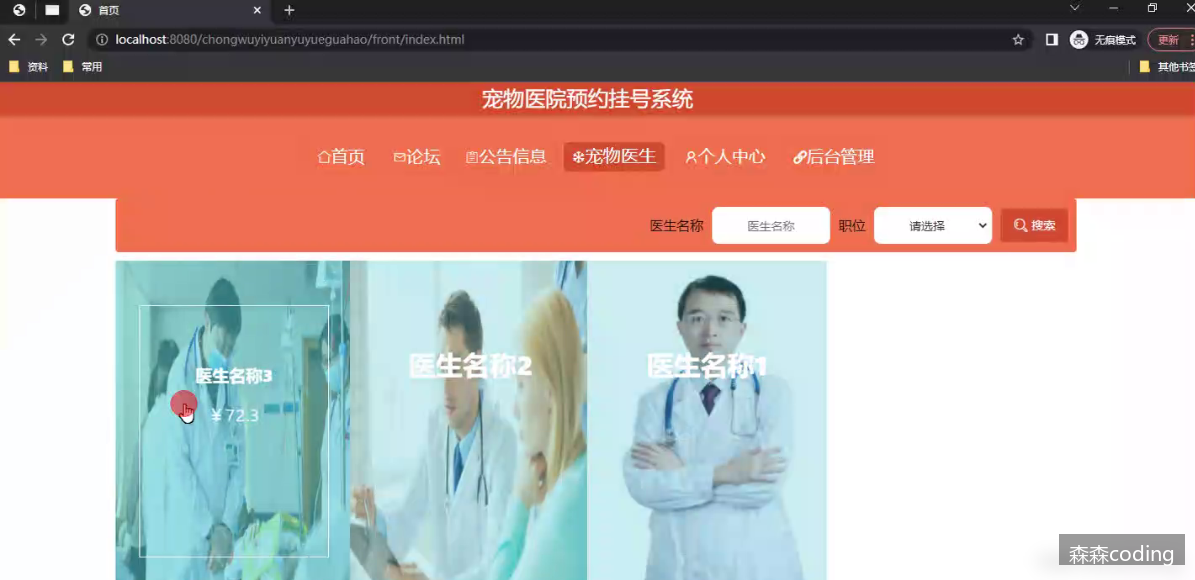 首页
localhost:8080/chongwuyiyuanyuyueguahao/front/index.html
无痕模式
更新
资料
常用
其他书签
宠物医院预约挂号系统
首页
论坛
公告信息
宠物医生
个人中心
后台管理
医生名称
医生名称
职位
请选择
搜索
医生名称3
¥72.3
医生名称2
医生名称1
森森coding